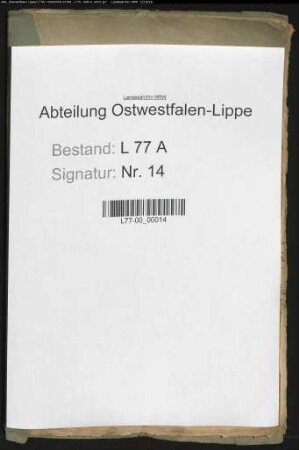 Landesarchiv NRW
Abteilung Ostwestfalen-Lippe
Bestand: L 77 A
Signatur: Nr. 14
L77-00_00014